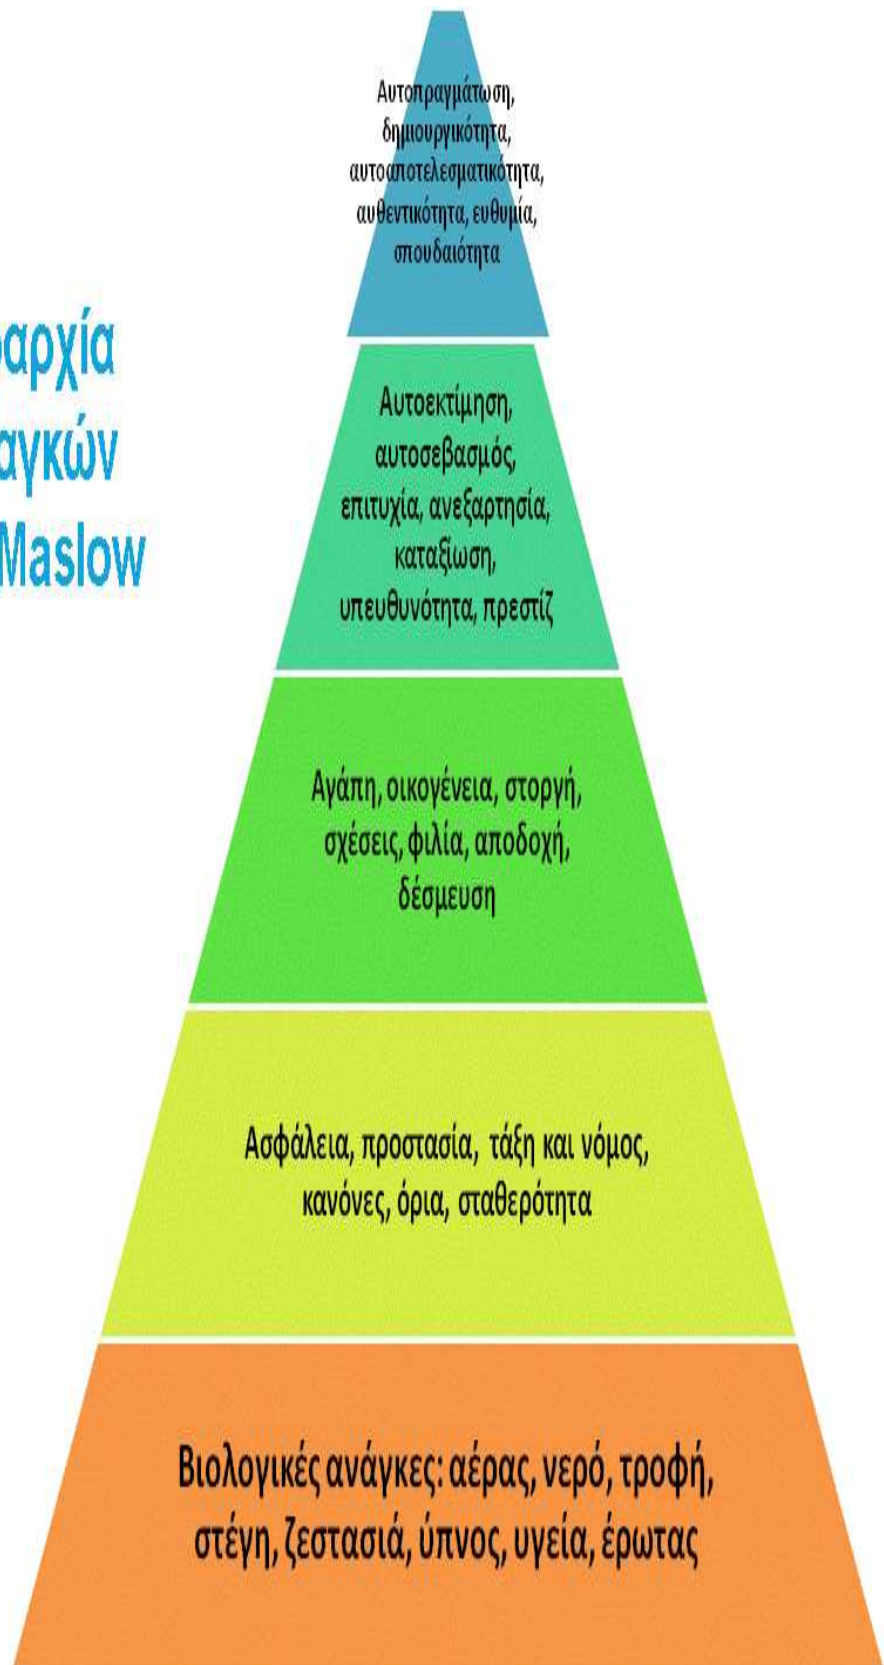 Αυτοπραγμάτωση,
δημιουργικότητα,
αυτοαποτελεσματικότητα,
αυθεντικότητα, ευθυμία,
σπουδαιότητα
Maslow
Αυτοεκτίμηση,
αυτοσεβασμός,
επιτυχία, ανεξαρτησία,
καταξίωση,
υπευθυνότητα, πρεστίζ
Αγάπη, οικογένεια, στοργή,
σχέσεις, φιλία, αποδοχή,
δέσμευση
Ασφάλεια, προστασία, τάξη και νόμος,
κανόνες, όρια, σταθερότητα
Βιολογικές ανάγκες: αέρας, νερό, τροφή,
στέγη, ζεστασιά, ύπνος, υγεία, έρωτας